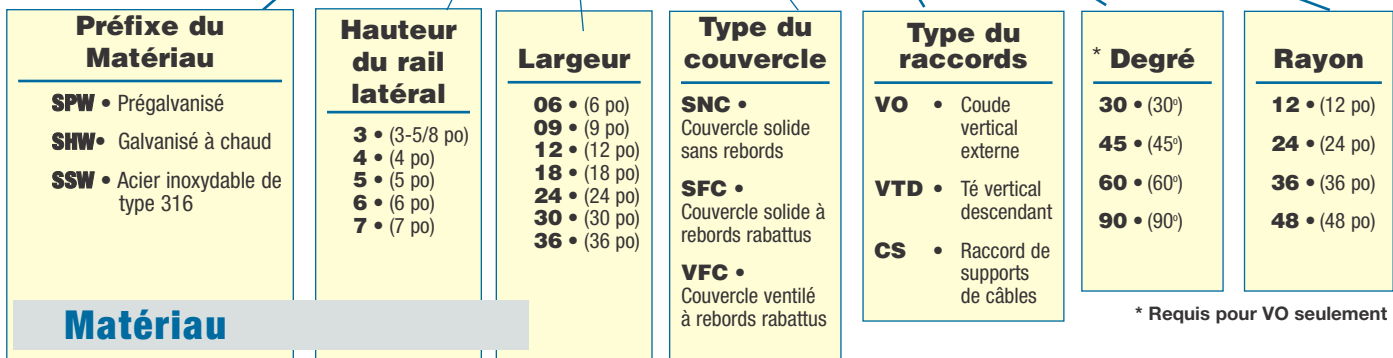 Préfixe du
Matériau
SPW • Prégalvanisé
SHW• Galvanisé à chaud
SSW • Acier inoxydable de
type 316
Hauteur
du rail
latéral
3 • (3-5/8 po)
4 • (4 po)
5 • (5 po)
6 • (6 po)
7 • (7 po)
Largeur
06 • (6 po)
09 • (9 po)
12 • (12 po)
18 • (18 po)
24 • (24 po)
30 • (30 po)
36 • (36 po)
Type du
couvercle
SNC •
Couvercle solide
sans rebords
SFC •
Couvercle solide à
rebords rabattus
VFC •
Couvercle ventilé
à rebords rabattus
Type du
raccords
VO • Coude
vertical
externe
VTD • Té vertical
descendant
CS • Raccord de
supports
de câbles
* Degré
30 • (30º)
45 • (45º)
60 • (60º)
90 • (90º)
Rayon
12 • (12 po)
24 • (24 po)
36 • (36 po)
48 • (48 po)
* Requis pour VO seulement
Matériau